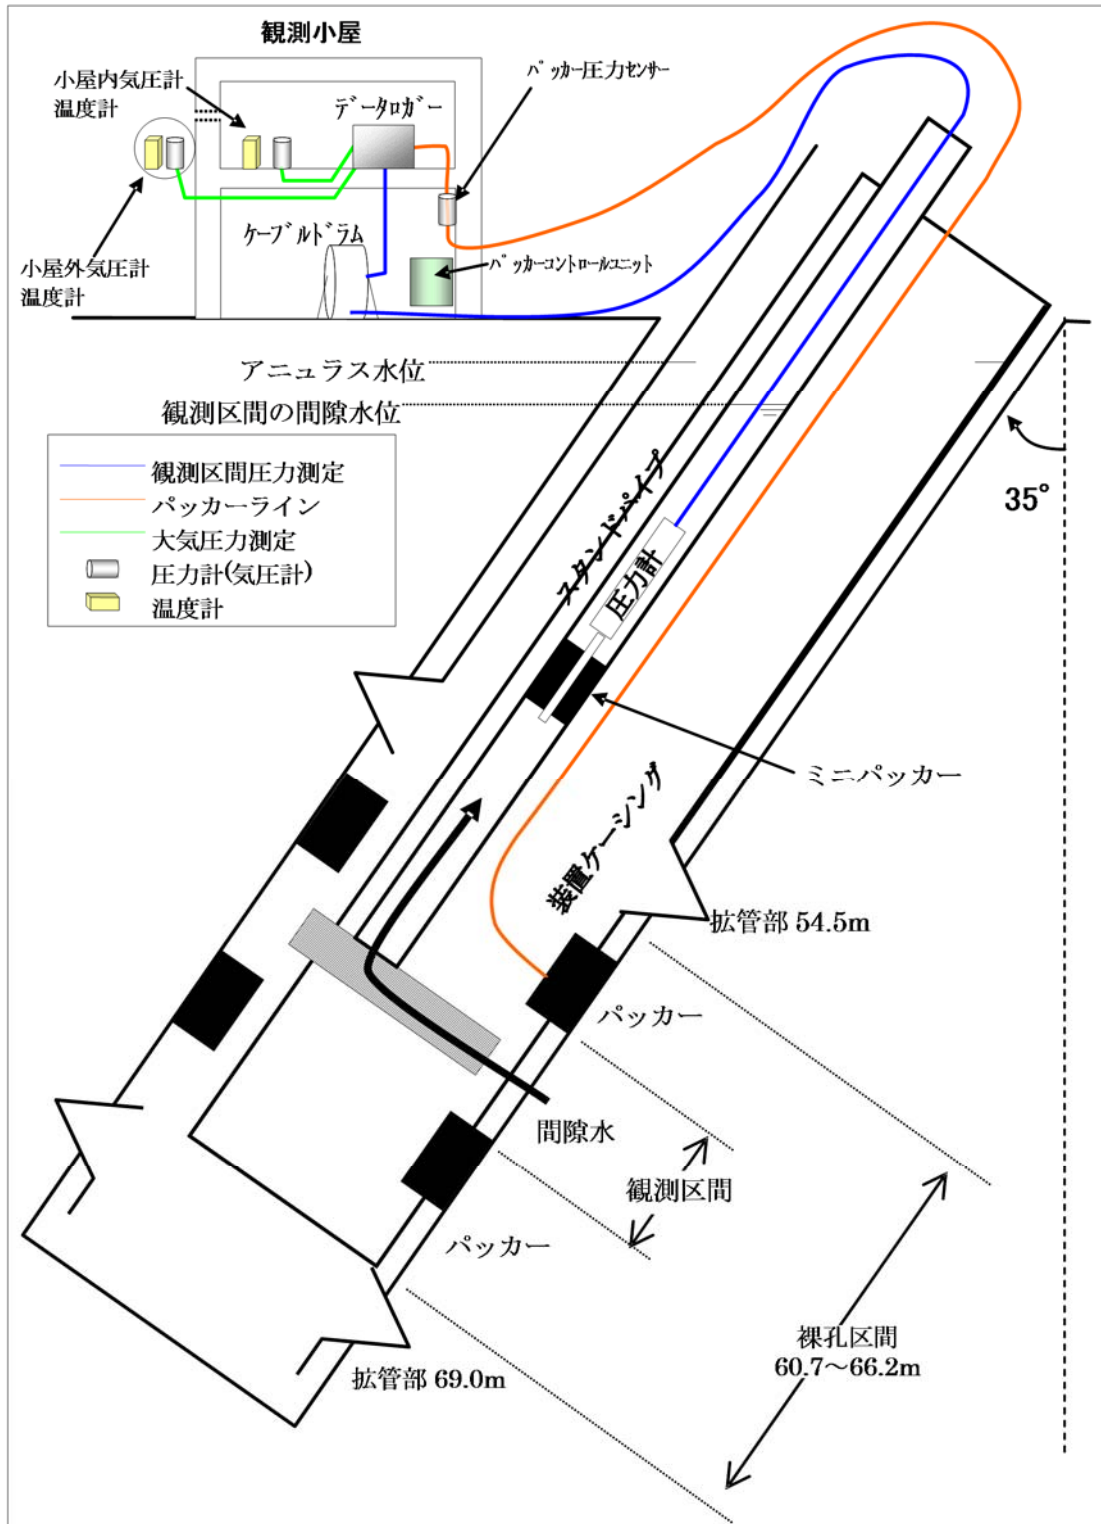 観測小屋
小屋内気圧計
温度計
ﾊﾟｯｶｰ圧力ｾﾝｻｰ
ﾃﾞｰﾀﾛｶﾞｰ
ｹｰﾌﾞﾙﾄﾞﾗﾑ
ﾊﾟｯｶｰｺﾝﾄﾛｰﾙﾕﾆｯﾄ
小屋外気圧計
温度計
アニュラス水位
観測区間の間隙水位
観測区間圧力測定
パッカーライン
大気圧力測定
圧力計(気圧計)
温度計
35°
スタンドパイプ
圧力計
ミニパッカー
装置ケーシング
拡管部 54.5m
パッカー
間隙水
観測区間
パッカー
裸孔区間
60.7～66.2m
拡管部 69.0m